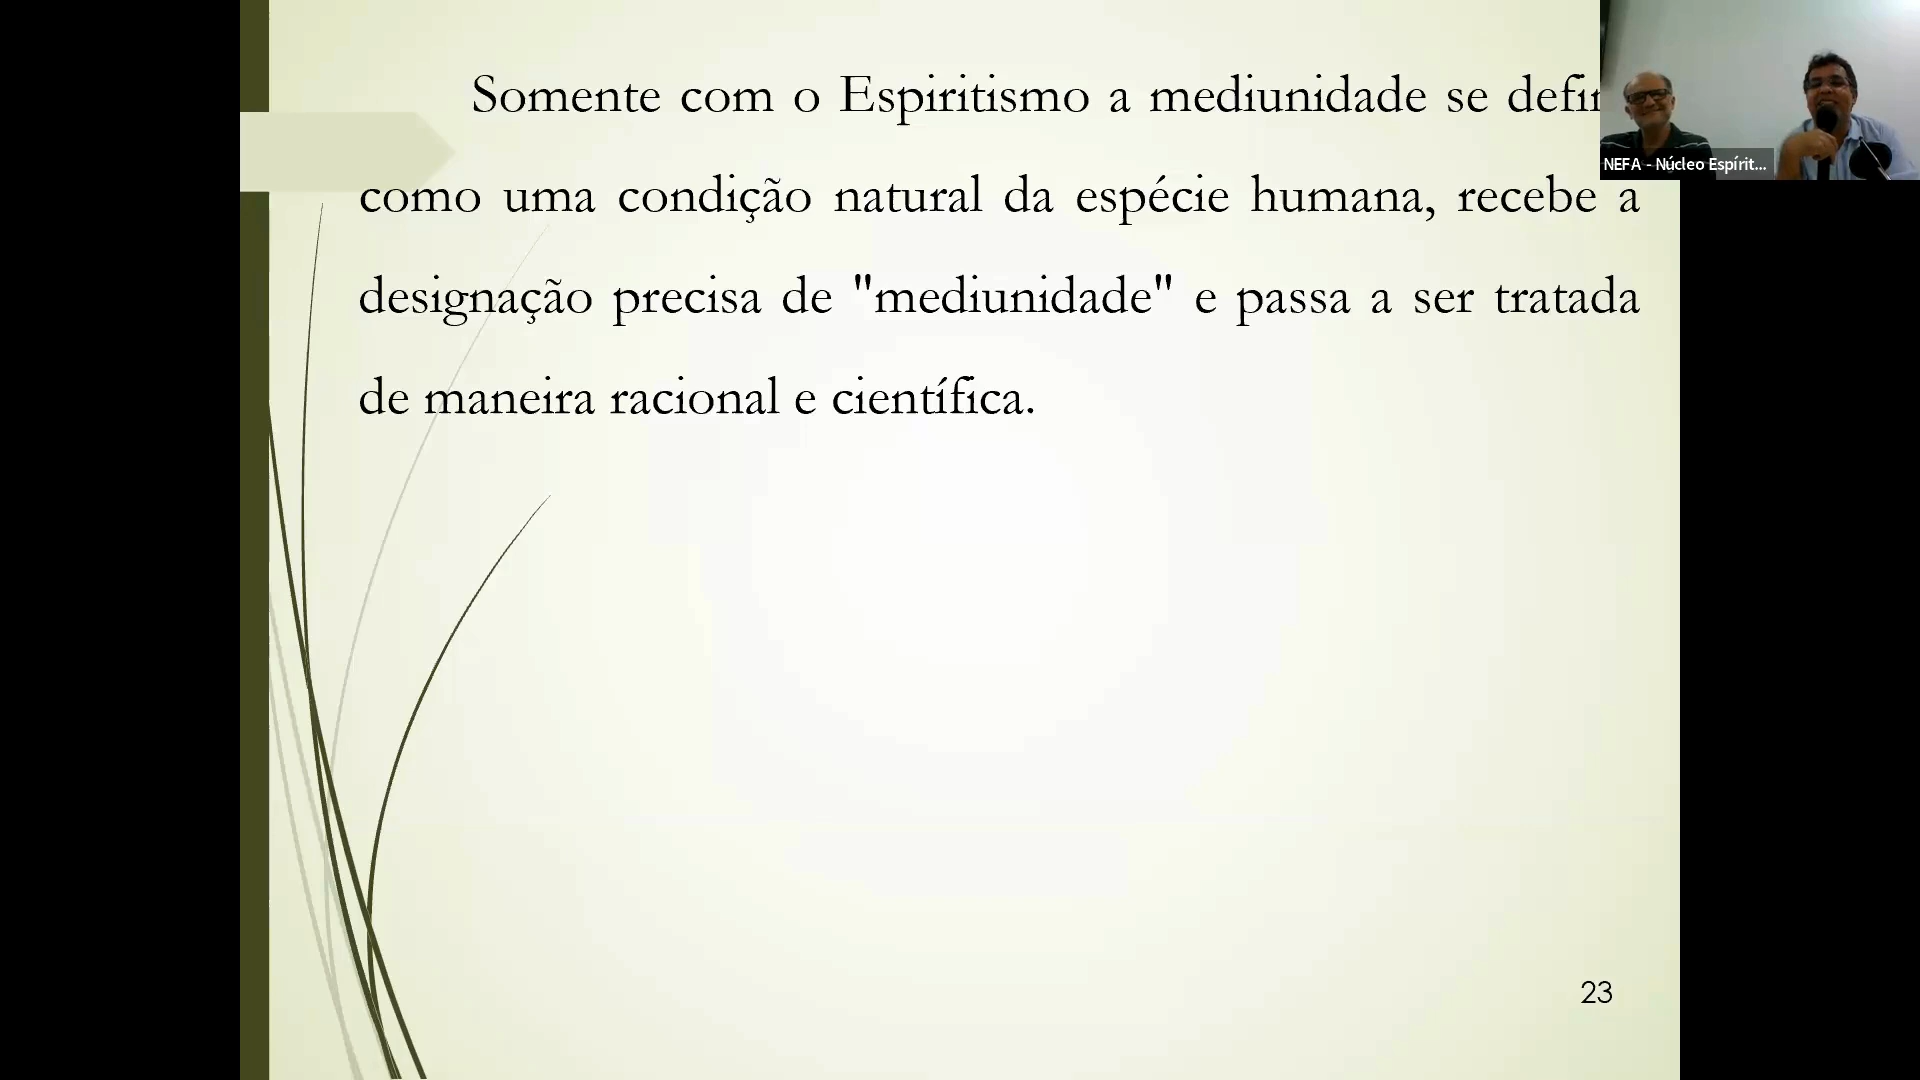 Somente com o Espiritismo a mediunidade se defin
como uma condição natural da espécie humana, recebe a
designação precisa de "mediunidade" e passa a ser tratada
de maneira racional e científica.
NEFA - Núcleo Espírit...
23